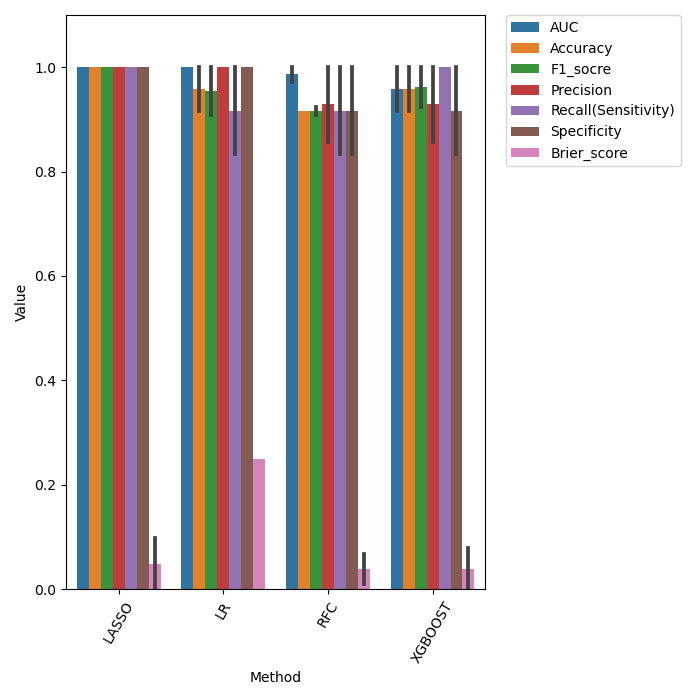 AUC
Accuracy
F1_socre
Precision
Recall(Sensitivity)
Specificity
Brier_score
1.0
0.8
0.6
0.4
0.2
0.0
Value
LASSO
LR
RFC
XGBOOST
Method